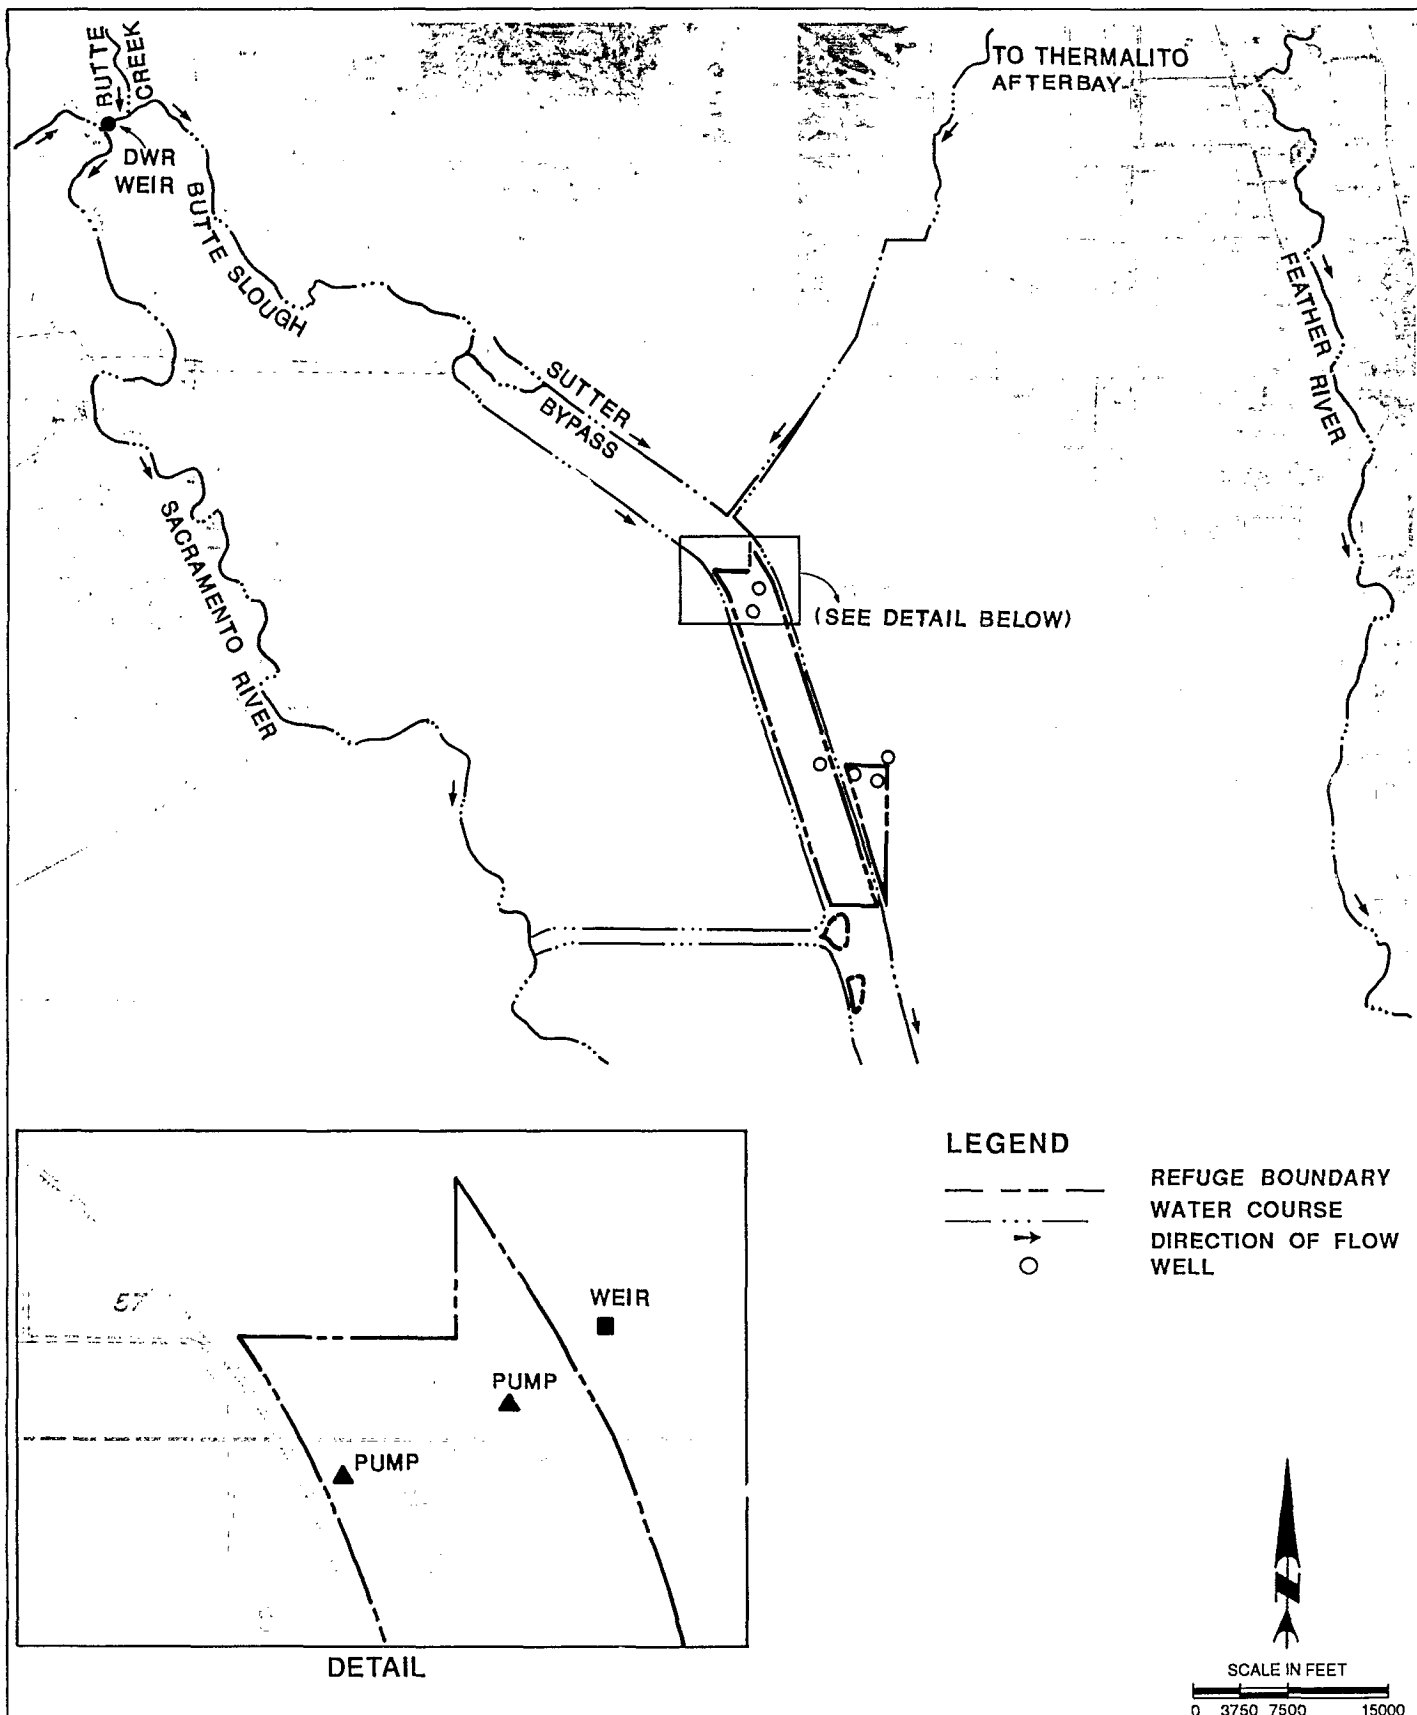 BUTTE
CREEK
TO THERMALITO
AFTERBAY
DWR
WEIR
BUTTE SLOUGH
FEATHER RIVER
SUTTER
BYPASS
SACRAMENTO RIVER
(SEE DETAIL BELOW)
LEGEND
REFUGE BOUNDARY
WATER COURSE
DIRECTION OF FLOW
WELL
57
WEIR
PUMP
PUMP
DETAIL
SCALE IN FEET
0 3750 7500 15000